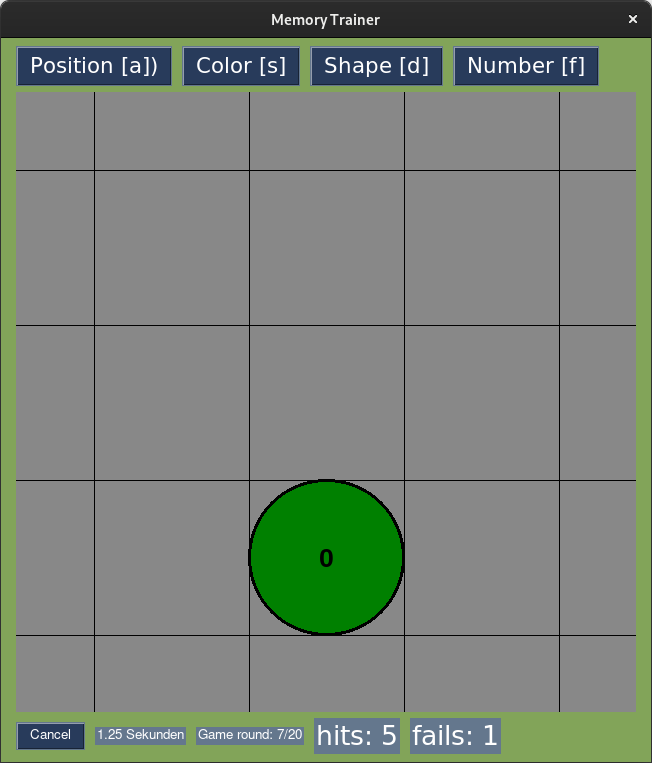 Memory Trainer ×
Position [a]) Color [s] Shape [d] Number [f]
0
Cancel 1.25 Sekunden Game round: 7/20 hits: 5 fails: 1